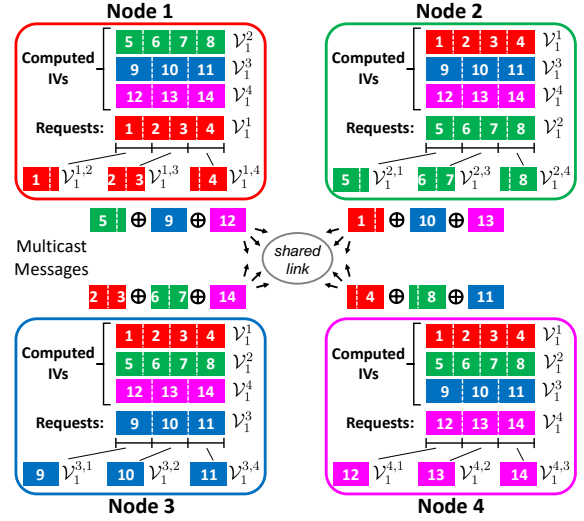 Node 1
Node 2
Computed IVs
5 6 7 8 𝒱₁²
9 10 11 𝒱₁³
12 13 14 𝒱₁⁴
Requests: 1 2 3 4 𝒱₁¹
1 𝒱₁^{1,2} 2 3 𝒱₁^{1,3} 4 𝒱₁^{1,4}
Computed IVs
1 2 3 4 𝒱₁¹
9 10 11 𝒱₁³
12 13 14 𝒱₁⁴
Requests: 5 6 7 8 𝒱₁²
5 𝒱₁^{2,1} 6 7 𝒱₁^{2,3} 8 𝒱₁^{2,4}
5 ⊕ 9 ⊕ 12
1 ⊕ 10 ⊕ 13
Multicast
Messages
shared
link
2 3 ⊕ 6 7 ⊕ 14
4 ⊕ 8 ⊕ 11
Computed IVs
1 2 3 4 𝒱₁¹
5 6 7 8 𝒱₁²
12 13 14 𝒱₁⁴
Requests: 9 10 11 𝒱₁³
9 𝒱₁^{3,1} 10 𝒱₁^{3,2} 11 𝒱₁^{3,4}
Computed IVs
1 2 3 4 𝒱₁¹
5 6 7 8 𝒱₁²
9 10 11 𝒱₁³
Requests: 12 13 14 𝒱₁⁴
12 𝒱₁^{4,1} 13 𝒱₁^{4,2} 14 𝒱₁^{4,3}
Node 3
Node 4